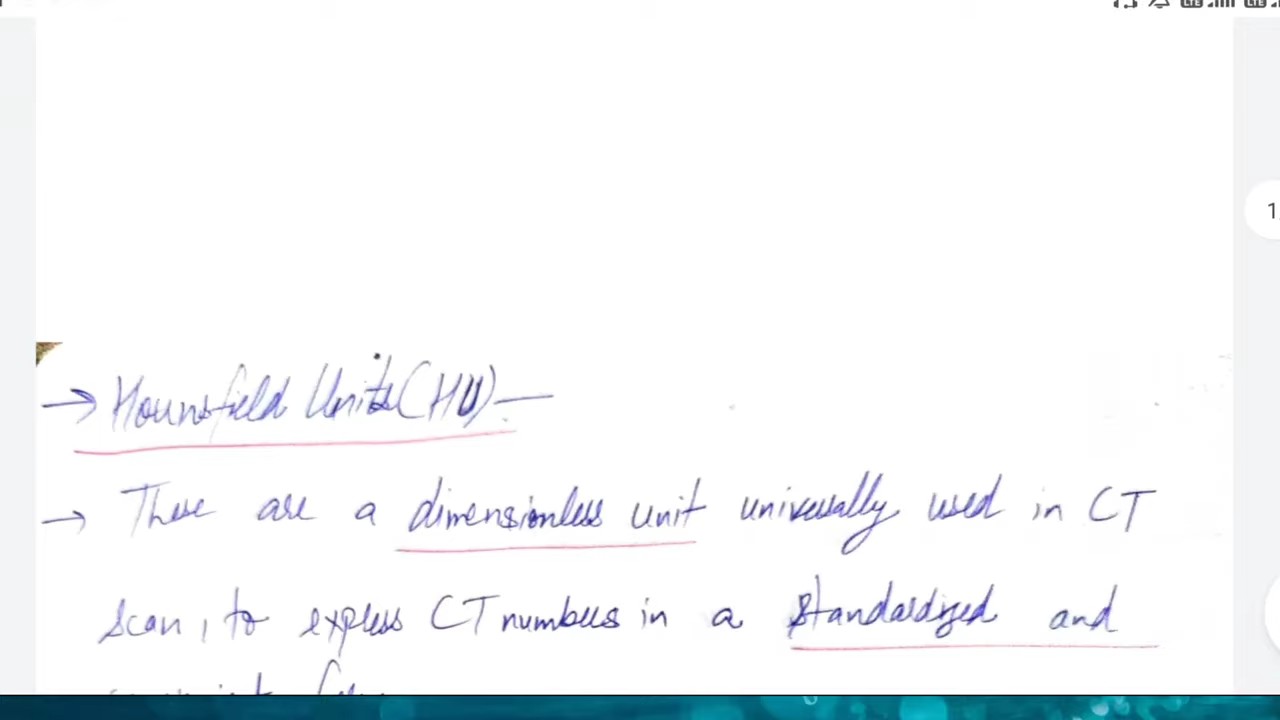 → Hounsfield Units (HU) —
→ These are a dimensionless unit universally used in CT
scan, to express CT numbers in a standardized and
1